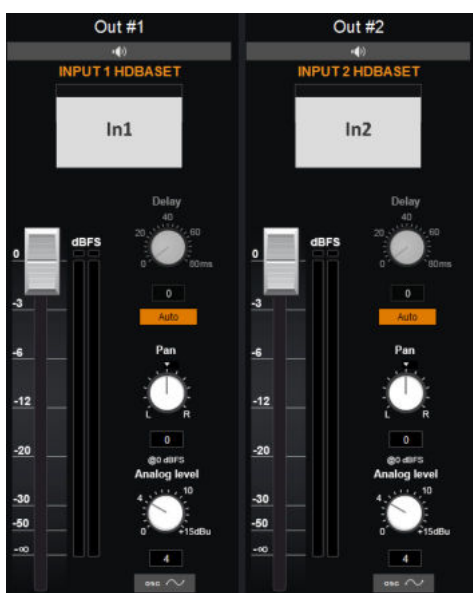 Out #1
INPUT 1 HDBASET
In1
Delay
40
20
60
0
80ms
dBFS
0
0
Auto
-3
Pan
-6
L
R
-12
0
@0 dBFS
Analog level
-20
4
10
0
+15dBu
-30
-50
-∞
4
osc
Out #2
INPUT 2 HDBASET
In2
Delay
40
20
60
0
80ms
dBFS
0
0
Auto
-3
Pan
-6
L
R
-12
0
@0 dBFS
Analog level
-20
4
10
0
+15dBu
-30
-50
-∞
4
osc